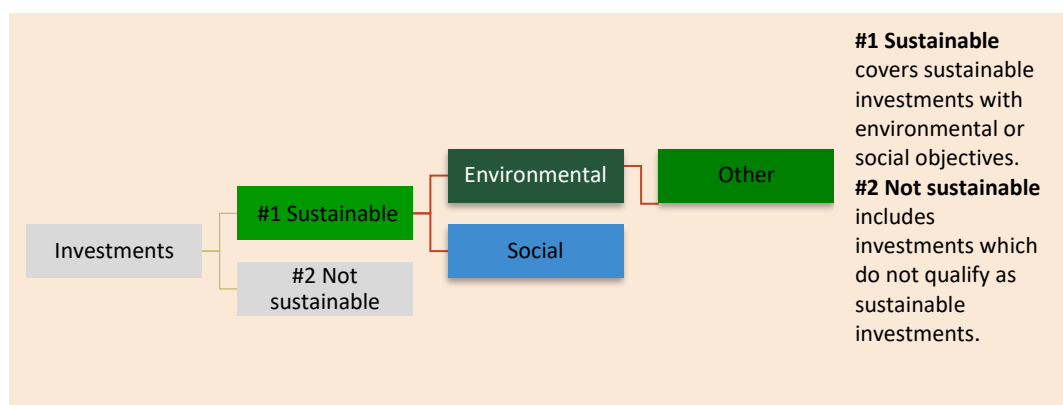 Investments
#1 Sustainable
#2 Not
sustainable
Environmental
Social
Other
#1 Sustainable
covers sustainable
investments with
environmental or
social objectives.
#2 Not sustainable
includes
investments which
do not qualify as
sustainable
investments.